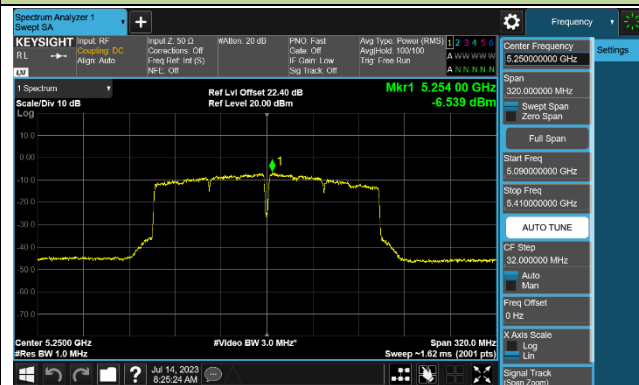 Spectrum Analyzer 1
Swept SA
Frequency
KEYSIGHT
RL
LXI
Input: RF
Coupling: DC
Align: Auto
Input Z: 50 Ω
Corrections: Off
Freq Ref: Int (S)
NFE: Off
#Atten: 20 dB
PNO: Fast
Gate: Off
IF Gain: Low
Sig Track: Off
Avg Type: Power (RMS)
Avg|Hold: 100/100
Trig: Free Run
1 2 3 4 5 6
A W W W W W
A N N N N N
Center Frequency
5.250000000 GHz
Settings
Span
320.000000 MHz
Swept Span
Zero Span
Full Span
Start Freq
5.090000000 GHz
Stop Freq
5.410000000 GHz
AUTO TUNE
CF Step
32.000000 MHz
Auto
Man
Freq Offset
0 Hz
X Axis Scale
Log
Lin
Signal Track
(Span Zoom)
1 Spectrum
Scale/Div 10 dB
Log
Ref Lvl Offset 22.40 dB
Ref Level 20.00 dBm
Mkr1 5.254 00 GHz
-6.539 dBm
10.0
0.00
-10.0
-20.0
-30.0
-40.0
-50.0
-60.0
-70.0
1
Center 5.2500 GHz
#Res BW 1.0 MHz
#Video BW 3.0 MHz*
Span 320.0 MHz
Sweep ~1.62 ms (2001 pts)
?
Jul 14, 2023
8:25:24 AM